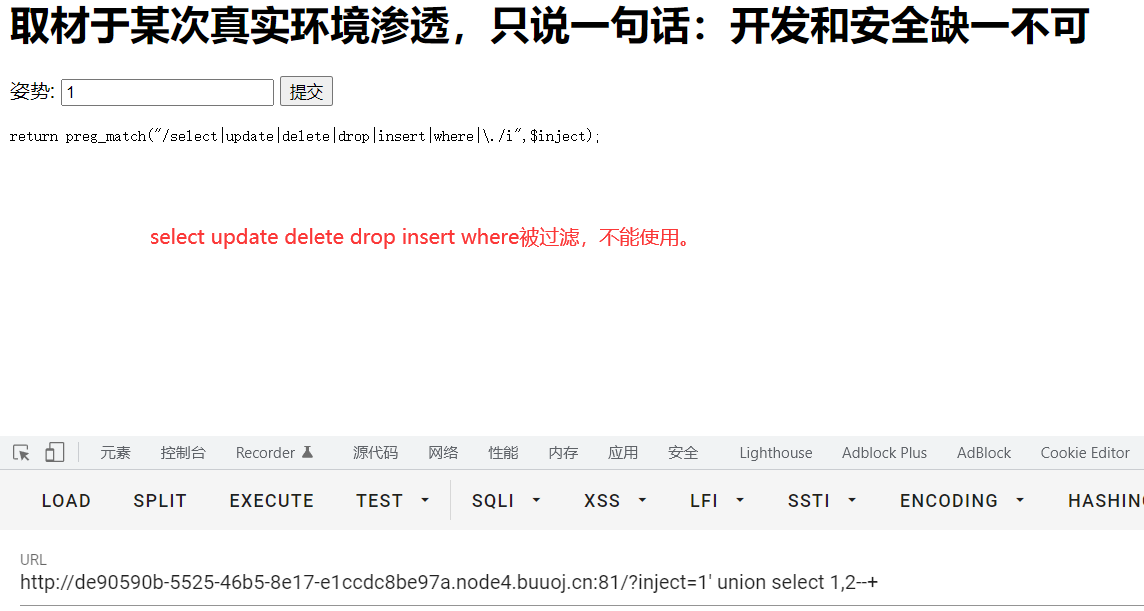 取材于某次真实环境渗透，只说一句话：开发和安全缺一不可
姿势: 1 提交
return preg_match("/select|update|delete|drop|insert|where|\./i",$inject);
select update delete drop insert where被过滤，不能使用。
元素 控制台 Recorder 源代码 网络 性能 内存 应用 安全 Lighthouse Adblock Plus AdBlock Cookie Editor
LOAD SPLIT EXECUTE TEST SQLI XSS LFI SSTI ENCODING HASHIN
URL
http://de90590b-5525-46b5-8e17-e1ccdc8be97a.node4.buuoj.cn:81/?inject=1' union select 1,2--+